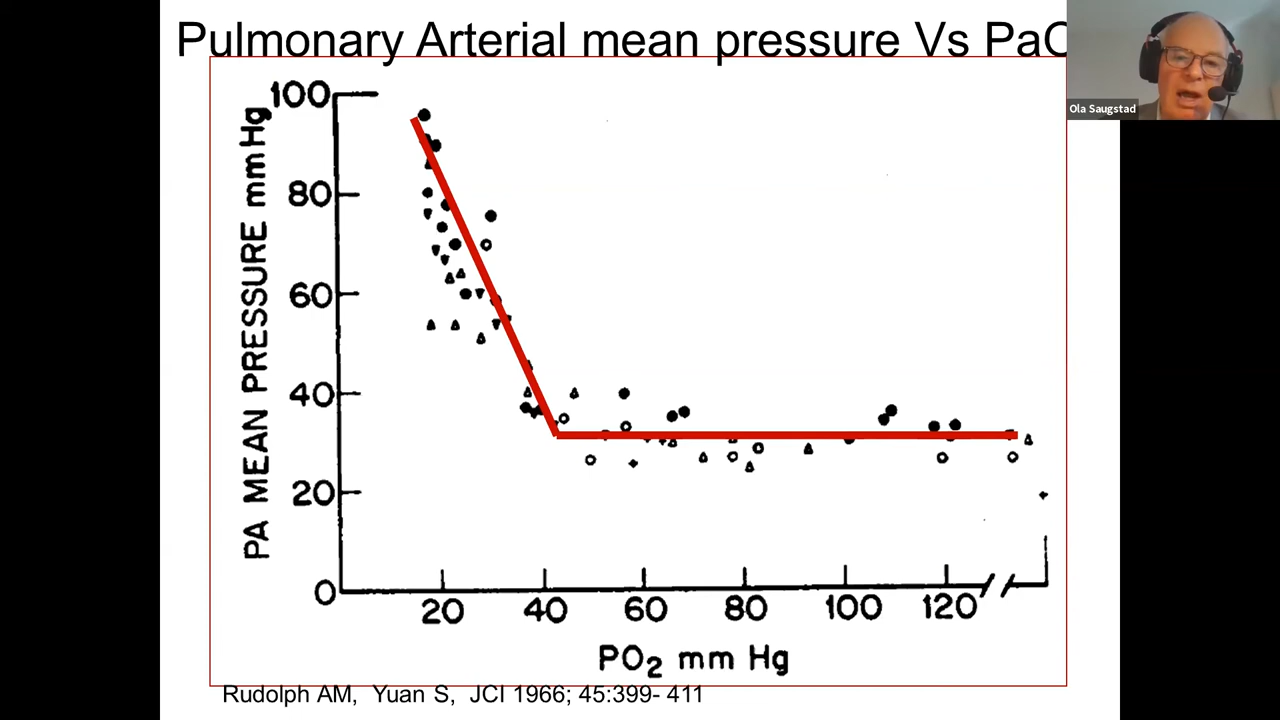 Pulmonary Arterial mean pressure Vs Pa
Ola Saugstad
PA MEAN PRESSURE mmHg
100
80
60
40
20
0
20 40 60 80 100 120
PO2 mm Hg
Rudolph AM, Yuan S, JCI 1966; 45:399- 411